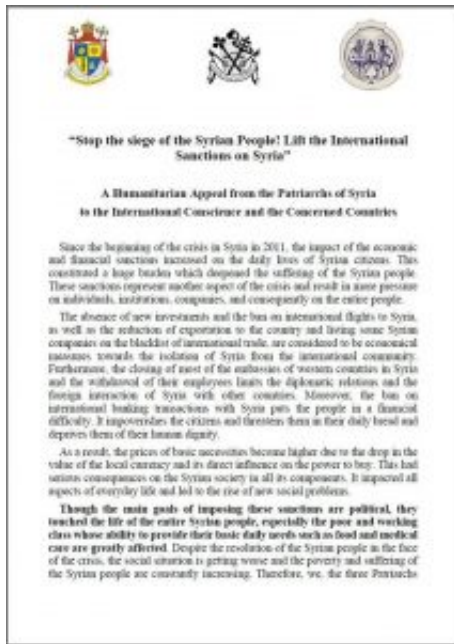 “Stop the siege of the Syrian People! Lift the International
Sanctions on Syria”
A Humanitarian Appeal from the Patriarchs of Syria
to the International Conscience and the Concerned Countries
Since the beginning of the crisis in Syria in 2011, the impact of the economic
and financial sanctions increased on the daily lives of Syrian citizens. This
constituted a huge burden which deepened the suffering of the Syrian people.
These sanctions represent another aspect of the crisis and result in more pressure
on individuals, institutions, companies, and consequently on the entire people.
The absence of new investments and the ban on international flights to Syria,
as well as the reduction of exportation to the country and listing some Syrian
companies on the blacklist of international trade, are considered to be economical
measures towards the isolation of Syria from the international community.
Furthermore, the closing of most of the embassies of western countries in Syria
and the withdrawal of their employees limits the diplomatic relations and the
foreign interaction of Syria with other countries. Moreover, the ban on
international banking transactions with Syria puts the people in a financial
difficulty. It impoverishes the citizens and threatens them in their daily bread and
deprives them of their human dignity.
As a result, the prices of basic necessities become higher due to the drop in the
value of the local currency and its direct influence on the power to buy. This had
serious consequences on the Syrian society in all its components. It impacted all
aspects of everyday life and led to the rise of new social problems.
Though the main goals of imposing these sanctions are political, they
touched the life of the entire Syrian people, especially the poor and working
class whose ability to provide their basic daily needs such as food and medical
care are greatly affected. Despite the resolution of the Syrian people in the face
of the crisis, the social situation is getting worse and the poverty and suffering of
the Syrian people are constantly increasing. Therefore, we, the three Patriarchs